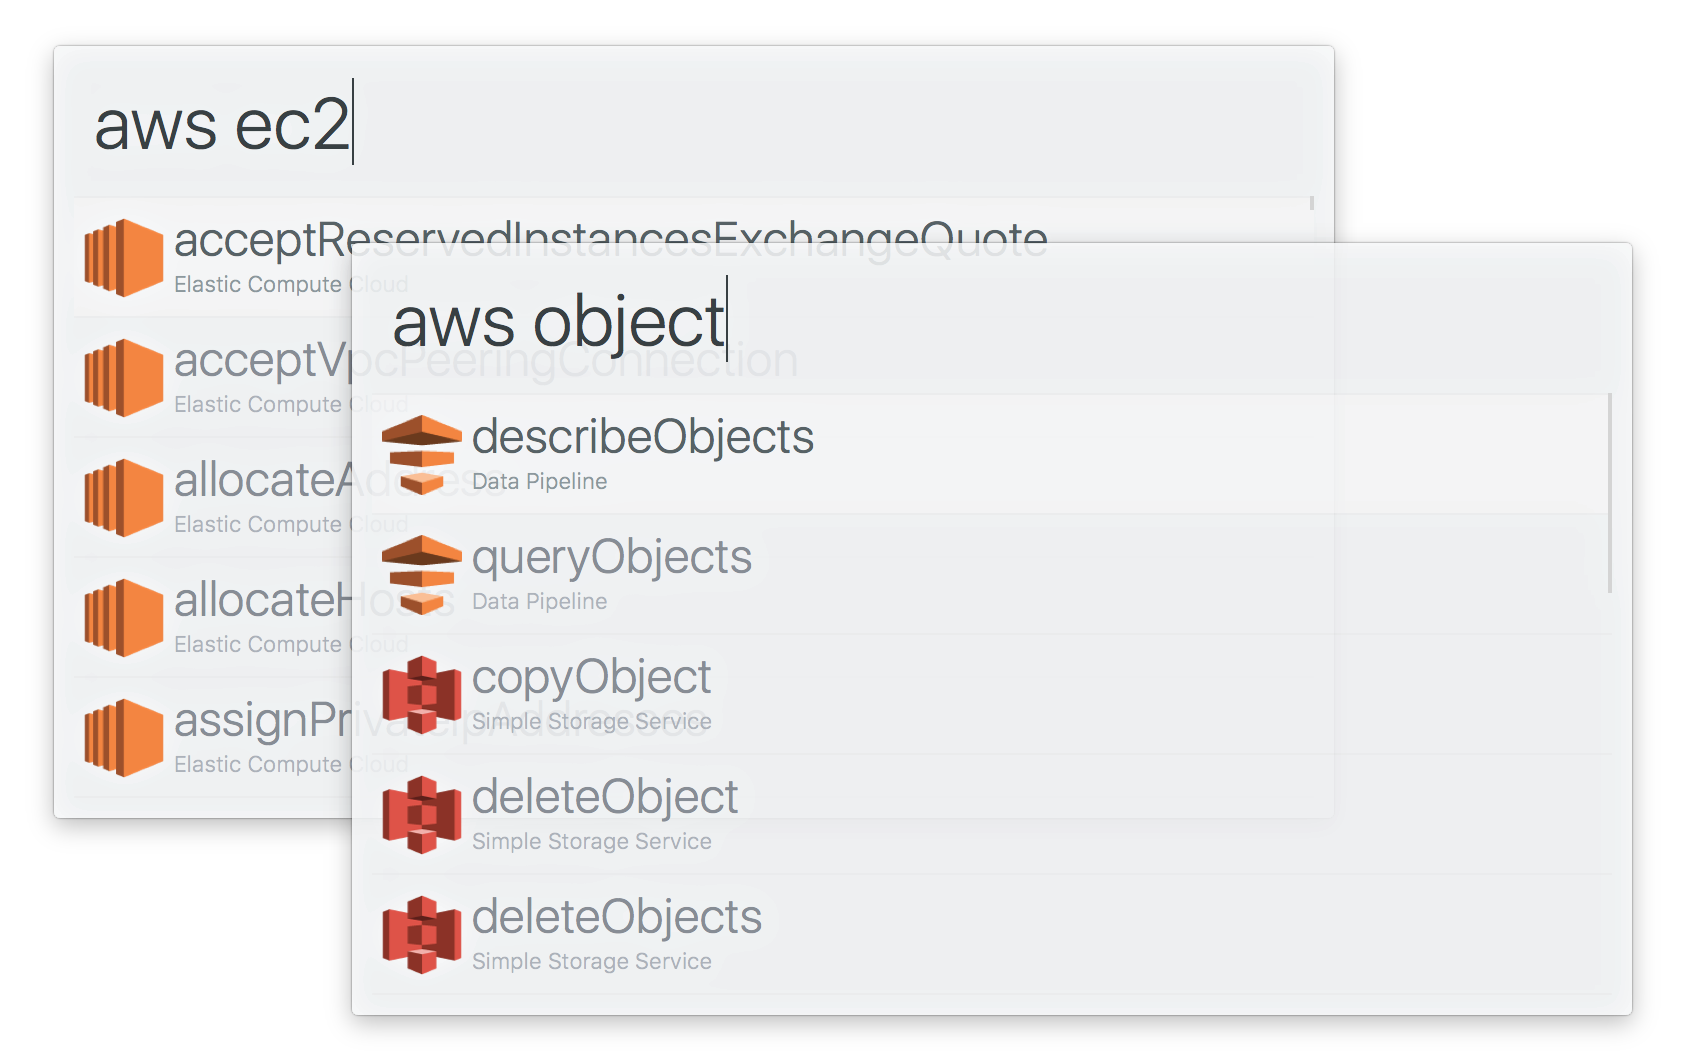 aws ec2
acceptReservedInstancesExchangeQuote
Elastic Compute Cloud
acceptVpcPeeringConnection
Elastic Compute Cloud
allocateAddress
Elastic Compute Cloud
allocateHosts
Elastic Compute Cloud
assignPrivateIpAddresses
Elastic Compute Cloud
aws object
describeObjects
Data Pipeline
queryObjects
Data Pipeline
copyObject
Simple Storage Service
deleteObject
Simple Storage Service
deleteObjects
Simple Storage Service